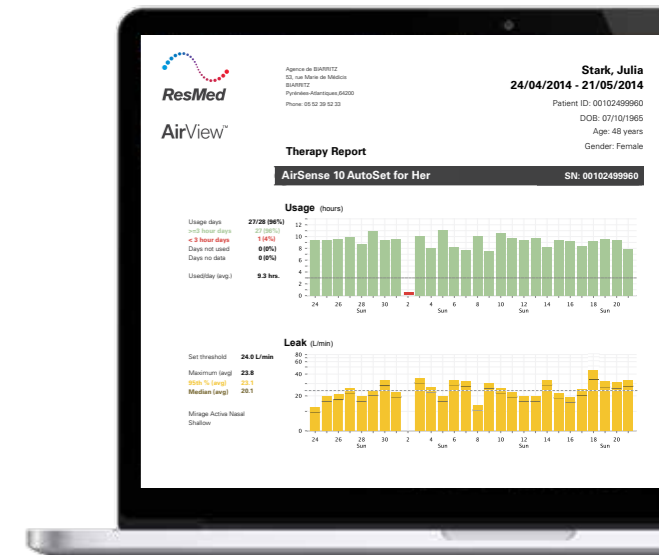 ResMed
AirView™
Agence de BIARRITZ
53, rue Marie de Médicis
BIARRITZ
Pyrénées-Atlantiques,64200
Phone: 05 52 39 52 33
Stark, Julia
24/04/2014 - 21/05/2014
Patient ID: 00102499960
DOB: 07/10/1965
Age: 48 years
Gender: Female
Therapy Report
AirSense 10 AutoSet for Her SN: 00102499960
Usage (hours)
Usage days 27/28 (96%)
>=3 hour days 27 (96%)
< 3 hour days 1 (4%)
Days not used 0 (0%)
Days no data 0 (0%)
Used/day (avg.) 9.3 hrs.
12
10
8
6
4
2
0
24 26 28 30 2 4 6 8 10 12 14 16 18 20
Sun Sun Sun Sun
Leak (L/min)
Set threshold 24.0 L/min
Maximum (avg) 23.8
95th % (avg) 23.1
Median (avg) 20.1
Mirage Activa Nasal
Shallow
80
60
40
20
0
24 26 28 30 2 4 6 8 10 12 14 16 18 20
Sun Sun Sun Sun